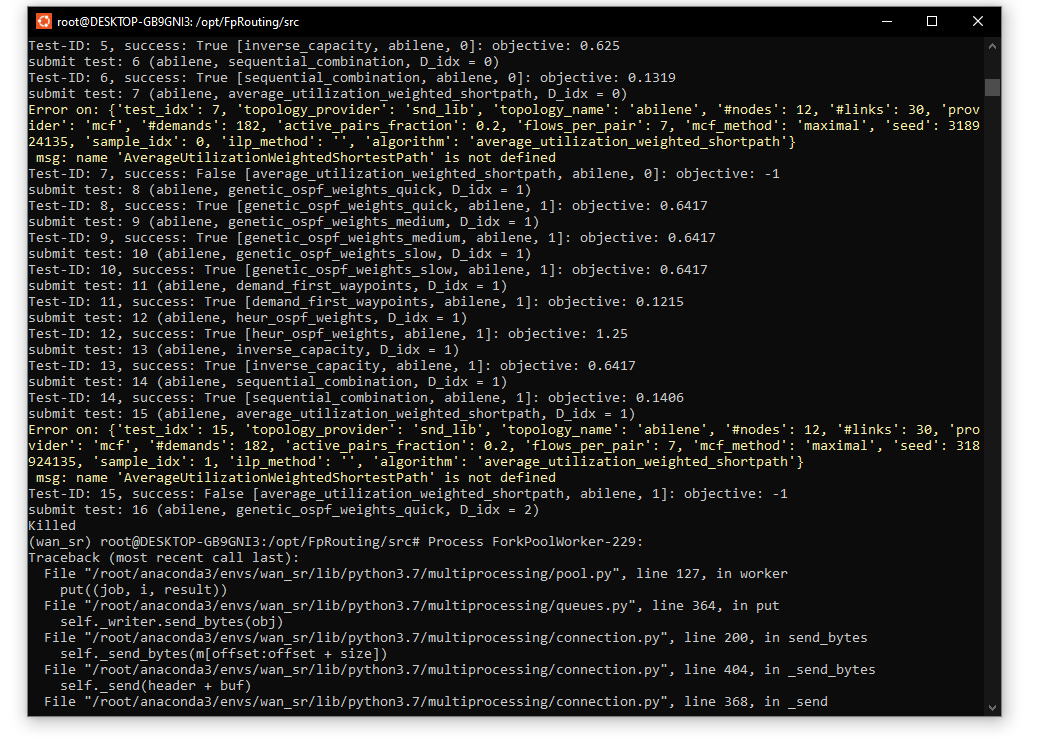 root@DESKTOP-GB9GNI3: /opt/FpRouting/src
Test-ID: 5, success: True [inverse_capacity, abilene, 0]: objective: 0.625
submit test: 6 (abilene, sequential_combination, D_idx = 0)
Test-ID: 6, success: True [sequential_combination, abilene, 0]: objective: 0.1319
submit test: 7 (abilene, average_utilization_weighted_shortpath, D_idx = 0)
Error on: {'test_idx': 7, 'topology_provider': 'snd_lib', 'topology_name': 'abilene', '#nodes': 12, '#links': 30, 'prov
ider': 'mcf', '#demands': 182, 'active_pairs_fraction': 0.2, 'flows_per_pair': 7, 'mcf_method': 'maximal', 'seed': 3189
24135, 'sample_idx': 0, 'ilp_method': '', 'algorithm': 'average_utilization_weighted_shortpath'}
 msg: name 'AverageUtilizationWeightedShortestPath' is not defined
Test-ID: 7, success: False [average_utilization_weighted_shortpath, abilene, 0]: objective: -1
submit test: 8 (abilene, genetic_ospf_weights_quick, D_idx = 1)
Test-ID: 8, success: True [genetic_ospf_weights_quick, abilene, 1]: objective: 0.6417
submit test: 9 (abilene, genetic_ospf_weights_medium, D_idx = 1)
Test-ID: 9, success: True [genetic_ospf_weights_medium, abilene, 1]: objective: 0.6417
submit test: 10 (abilene, genetic_ospf_weights_slow, D_idx = 1)
Test-ID: 10, success: True [genetic_ospf_weights_slow, abilene, 1]: objective: 0.6417
submit test: 11 (abilene, demand_first_waypoints, D_idx = 1)
Test-ID: 11, success: True [demand_first_waypoints, abilene, 1]: objective: 0.1215
submit test: 12 (abilene, heur_ospf_weights, D_idx = 1)
Test-ID: 12, success: True [heur_ospf_weights, abilene, 1]: objective: 1.25
submit test: 13 (abilene, inverse_capacity, D_idx = 1)
Test-ID: 13, success: True [inverse_capacity, abilene, 1]: objective: 0.6417
submit test: 14 (abilene, sequential_combination, D_idx = 1)
Test-ID: 14, success: True [sequential_combination, abilene, 1]: objective: 0.1406
submit test: 15 (abilene, average_utilization_weighted_shortpath, D_idx = 1)
Error on: {'test_idx': 15, 'topology_provider': 'snd_lib', 'topology_name': 'abilene', '#nodes': 12, '#links': 30, 'pro
vider': 'mcf', '#demands': 182, 'active_pairs_fraction': 0.2, 'flows_per_pair': 7, 'mcf_method': 'maximal', 'seed': 318
924135, 'sample_idx': 1, 'ilp_method': '', 'algorithm': 'average_utilization_weighted_shortpath'}
 msg: name 'AverageUtilizationWeightedShortestPath' is not defined
Test-ID: 15, success: False [average_utilization_weighted_shortpath, abilene, 1]: objective: -1
submit test: 16 (abilene, genetic_ospf_weights_quick, D_idx = 2)
Killed
(wan_sr) root@DESKTOP-GB9GNI3:/opt/FpRouting/src# Process ForkPoolWorker-229:
Traceback (most recent call last):
  File "/root/anaconda3/envs/wan_sr/lib/python3.7/multiprocessing/pool.py", line 127, in worker
    put((job, i, result))
  File "/root/anaconda3/envs/wan_sr/lib/python3.7/multiprocessing/queues.py", line 364, in put
    self._writer.send_bytes(obj)
  File "/root/anaconda3/envs/wan_sr/lib/python3.7/multiprocessing/connection.py", line 200, in send_bytes
    self._send_bytes(m[offset:offset + size])
  File "/root/anaconda3/envs/wan_sr/lib/python3.7/multiprocessing/connection.py", line 404, in _send_bytes
    self._send(header + buf)
  File "/root/anaconda3/envs/wan_sr/lib/python3.7/multiprocessing/connection.py", line 368, in _send